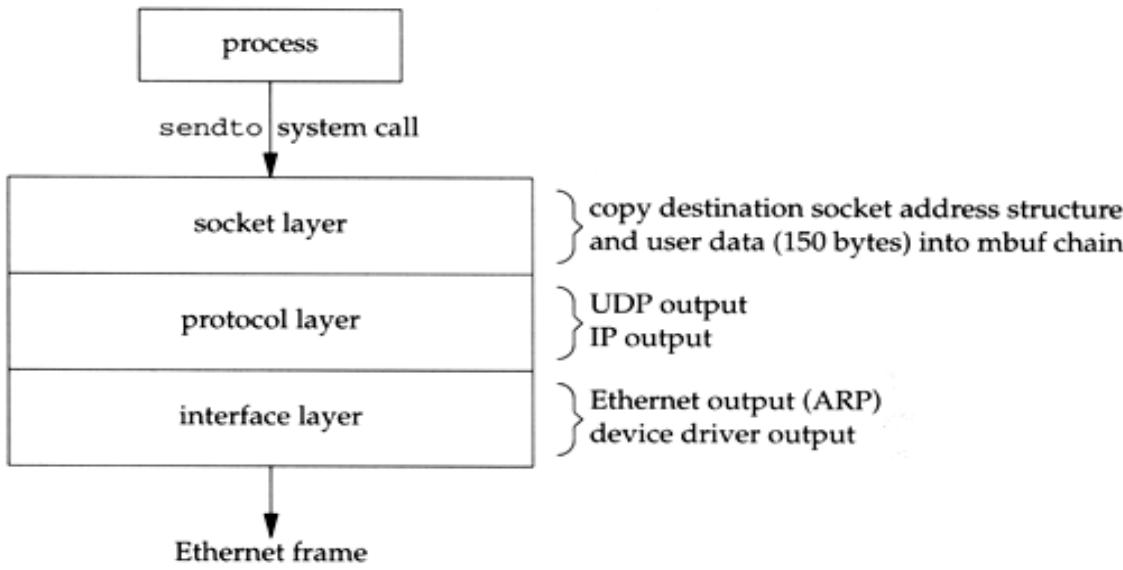 process
sendto system call
socket layer
copy destination socket address structure
and user data (150 bytes) into mbuf chain
protocol layer
UDP output
IP output
interface layer
Ethernet output (ARP)
device driver output
Ethernet frame